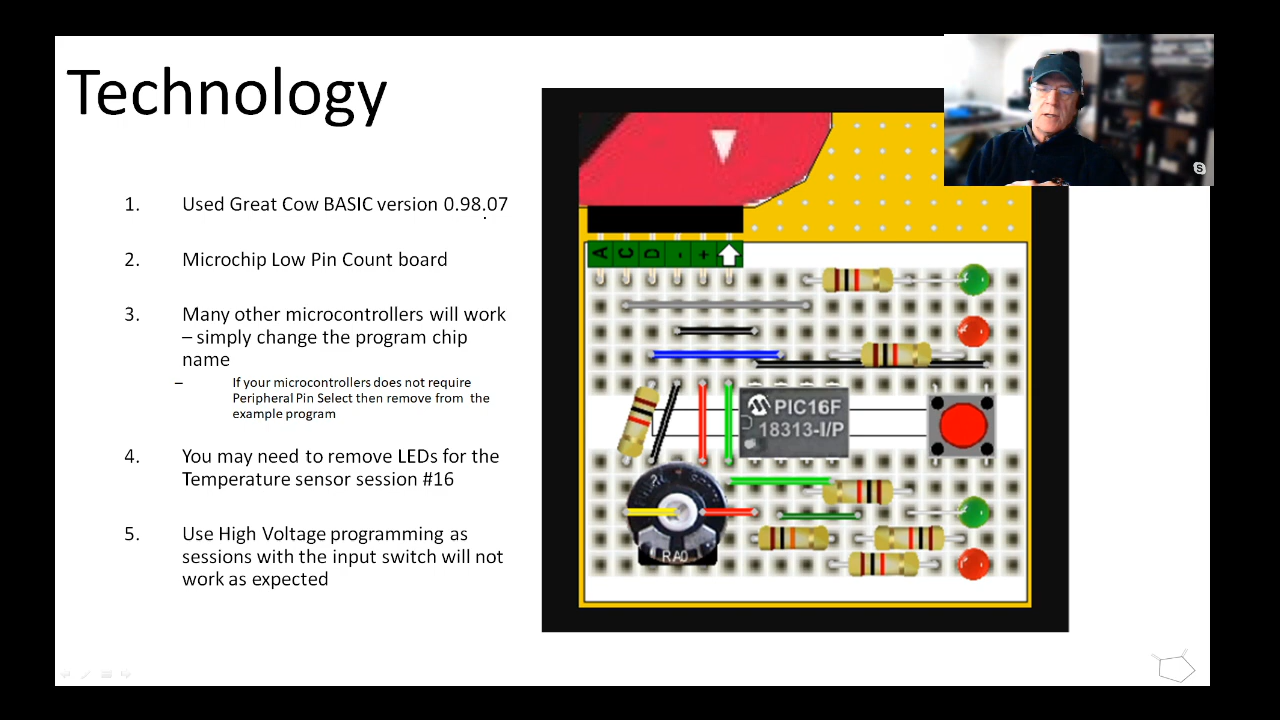 Technology
1. Used Great Cow BASIC version 0.98.07
2. Microchip Low Pin Count board
3. Many other microcontrollers will work
– simply change the program chip
name
– If your microcontrollers does not require
Peripheral Pin Select then remove from the
example program
4. You may need to remove LEDs for the
Temperature sensor session #16
5. Use High Voltage programming as
sessions with the input switch will not
work as expected
A C D - +
PIC16F
18313-I/P
RA0
S